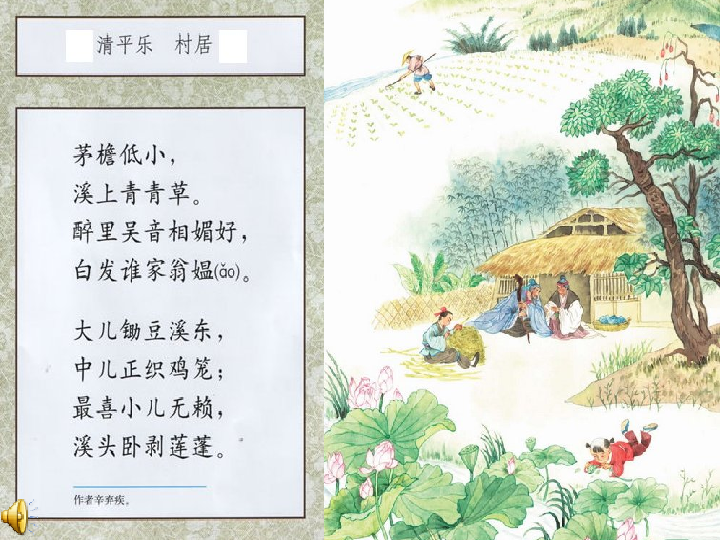 清平乐 村居
茅檐低小，
溪上青青草。
醉里吴音相媚好，
白发谁家翁媪(ǎo)。
大儿锄豆溪东，
中儿正织鸡笼；
最喜小儿无赖，
溪头卧剥莲蓬。
作者辛弃疾。